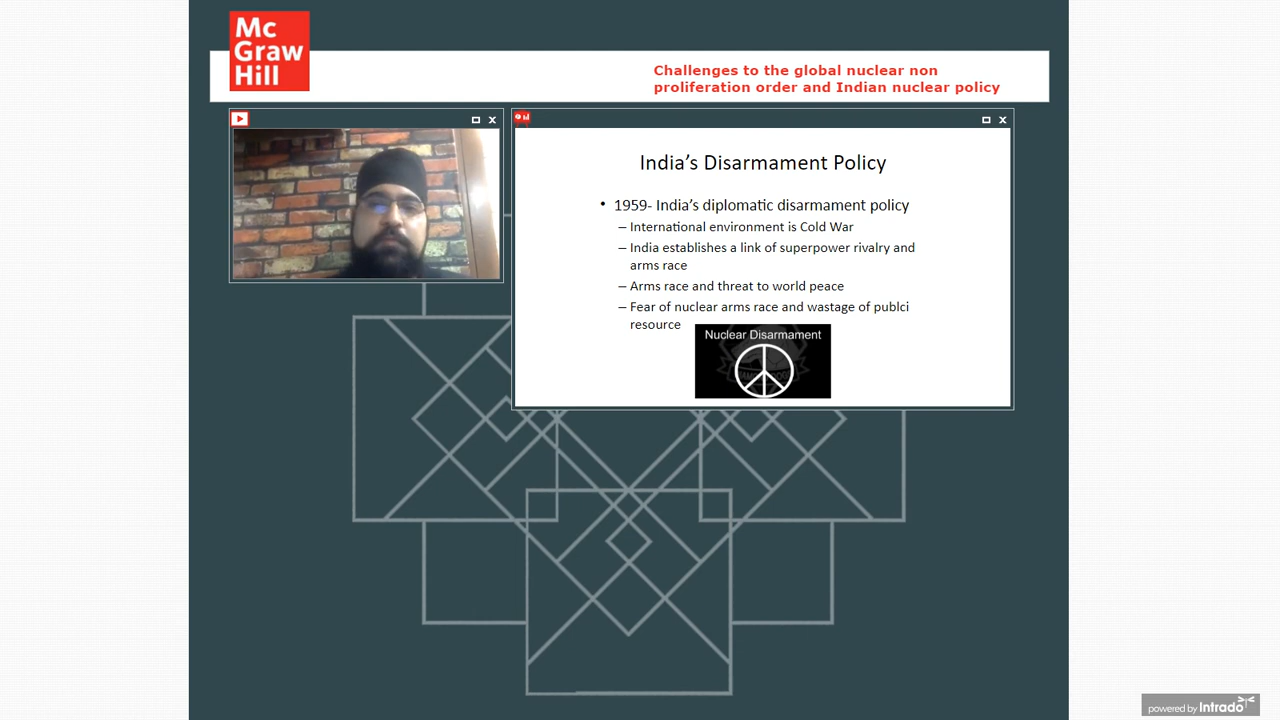 Mc
Graw
Hill
Challenges to the global nuclear non
proliferation order and Indian nuclear policy
India’s Disarmament Policy
• 1959- India’s diplomatic disarmament policy
– International environment is Cold War
– India establishes a link of superpower rivalry and
arms race
– Arms race and threat to world peace
– Fear of nuclear arms race and wastage of publci
resource
Nuclear Disarmament
powered by Intrado